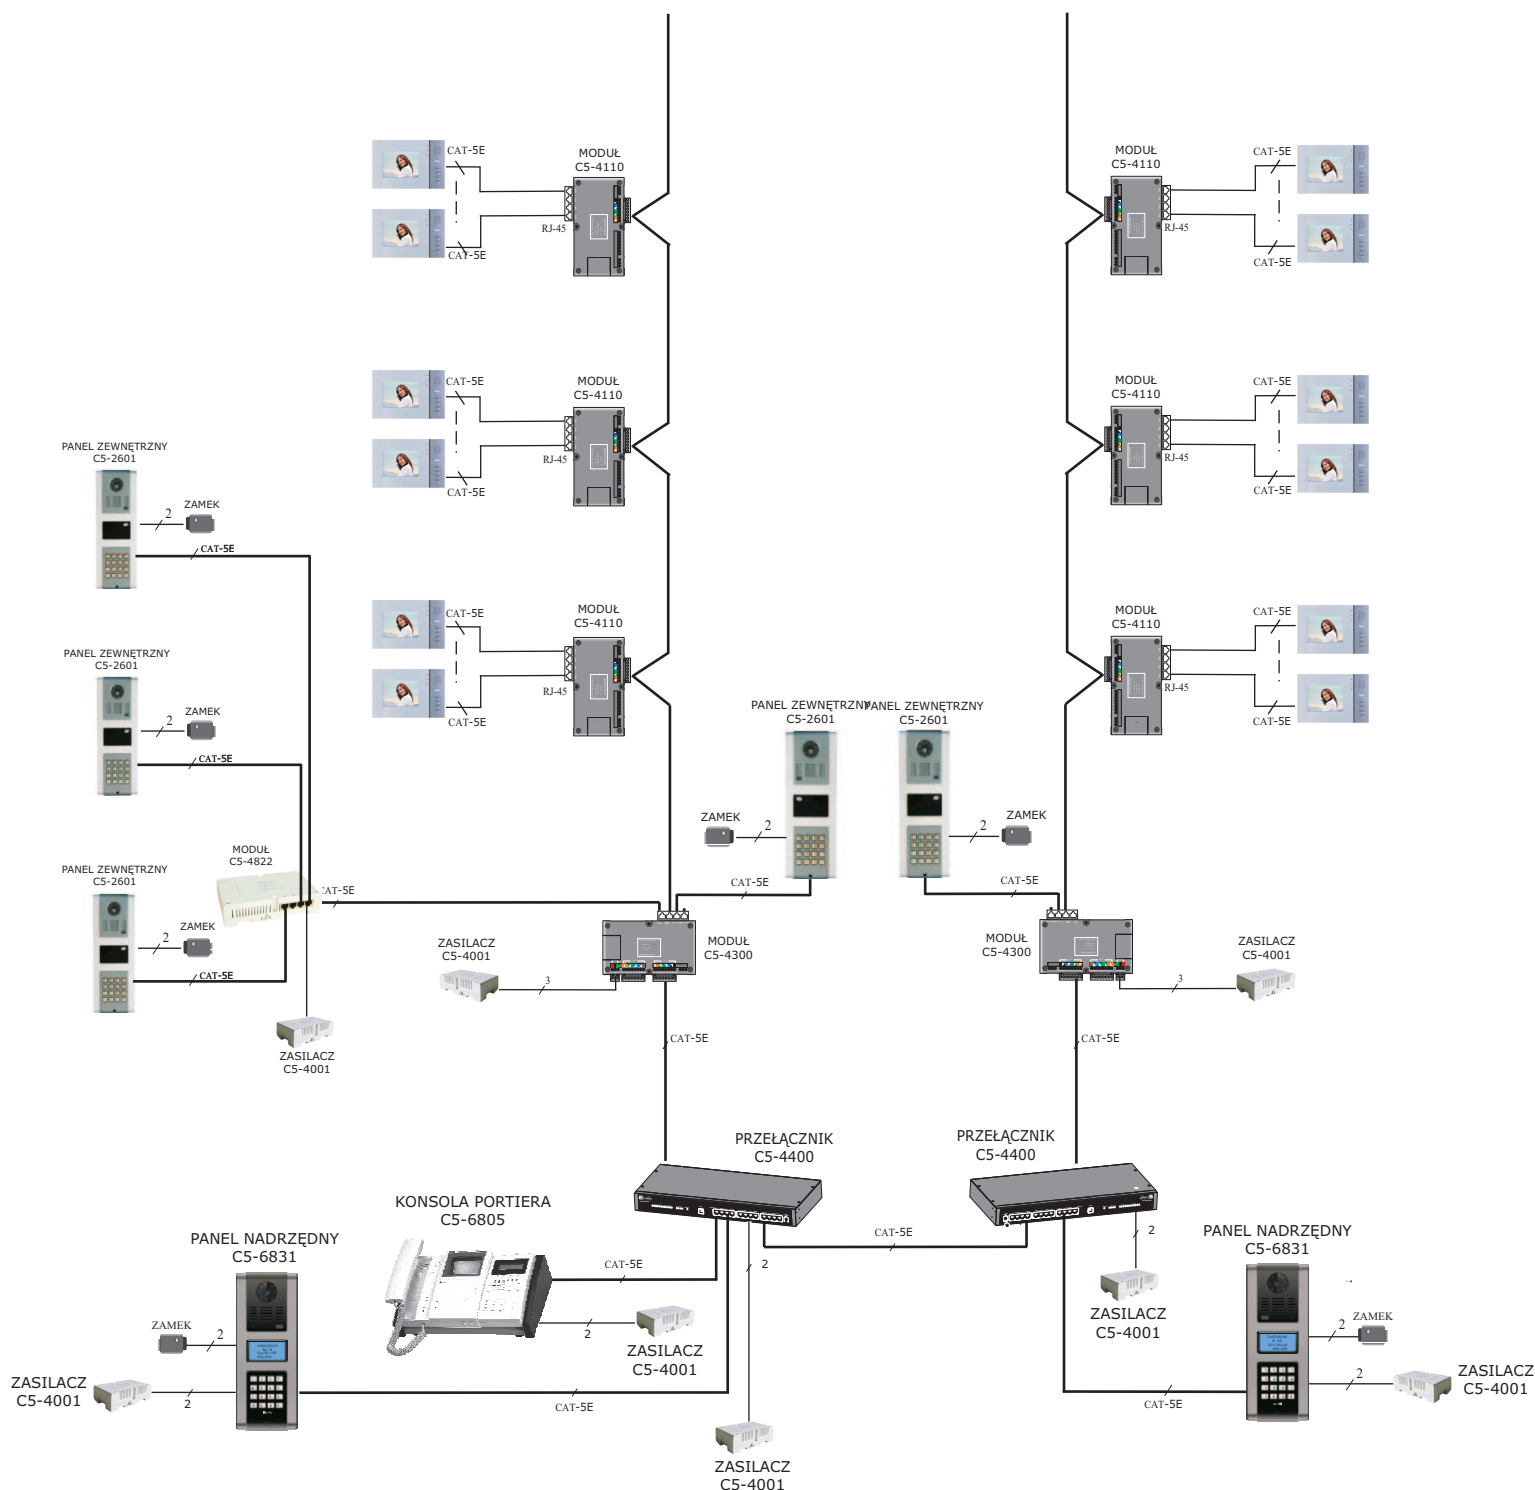 MODUŁ
C5-4110
CAT-5E
RJ-45
CAT-5E
MODUŁ
C5-4110
CAT-5E
RJ-45
CAT-5E
MODUŁ
C5-4110
CAT-5E
RJ-45
CAT-5E
MODUŁ
C5-4110
CAT-5E
RJ-45
CAT-5E
PANEL ZEWNĘTRZNY
C5-2601
ZAMEK
2
CAT-5E
MODUŁ
C5-4110
CAT-5E
RJ-45
CAT-5E
MODUŁ
C5-4110
CAT-5E
RJ-45
CAT-5E
PANEL ZEWNĘTRZNY
C5-2601
ZAMEK
2
CAT-5E
PANEL ZEWNĘTRZNY
C5-2601
ZAMEK
2
CAT-5E
PANEL ZEWNĘTRZNY
C5-2601
ZAMEK
2
CAT-5E
MODUŁ
C5-4822
CAT-5E
PANEL ZEWNĘTRZNY
C5-2601
ZAMEK
2
CAT-5E
ZASILACZ
C5-4001
ZASILACZ
C5-4001
3
MODUŁ
C5-4300
MODUŁ
C5-4300
ZASILACZ
C5-4001
3
CAT-5E
CAT-5E
PRZEŁĄCZNIK
C5-4400
PRZEŁĄCZNIK
C5-4400
KONSOLA PORTIERA
C5-6805
CAT-5E
CAT-5E
2
2
ZASILACZ
C5-4001
2
ZASILACZ
C5-4001
PANEL NADRZĘDNY
C5-6831
ZAMEK
2
ZASILACZ
C5-4001
2
CAT-5E
ZASILACZ
C5-4001
PANEL NADRZĘDNY
C5-6831
ZAMEK
2
2
ZASILACZ
C5-4001
CAT-5E